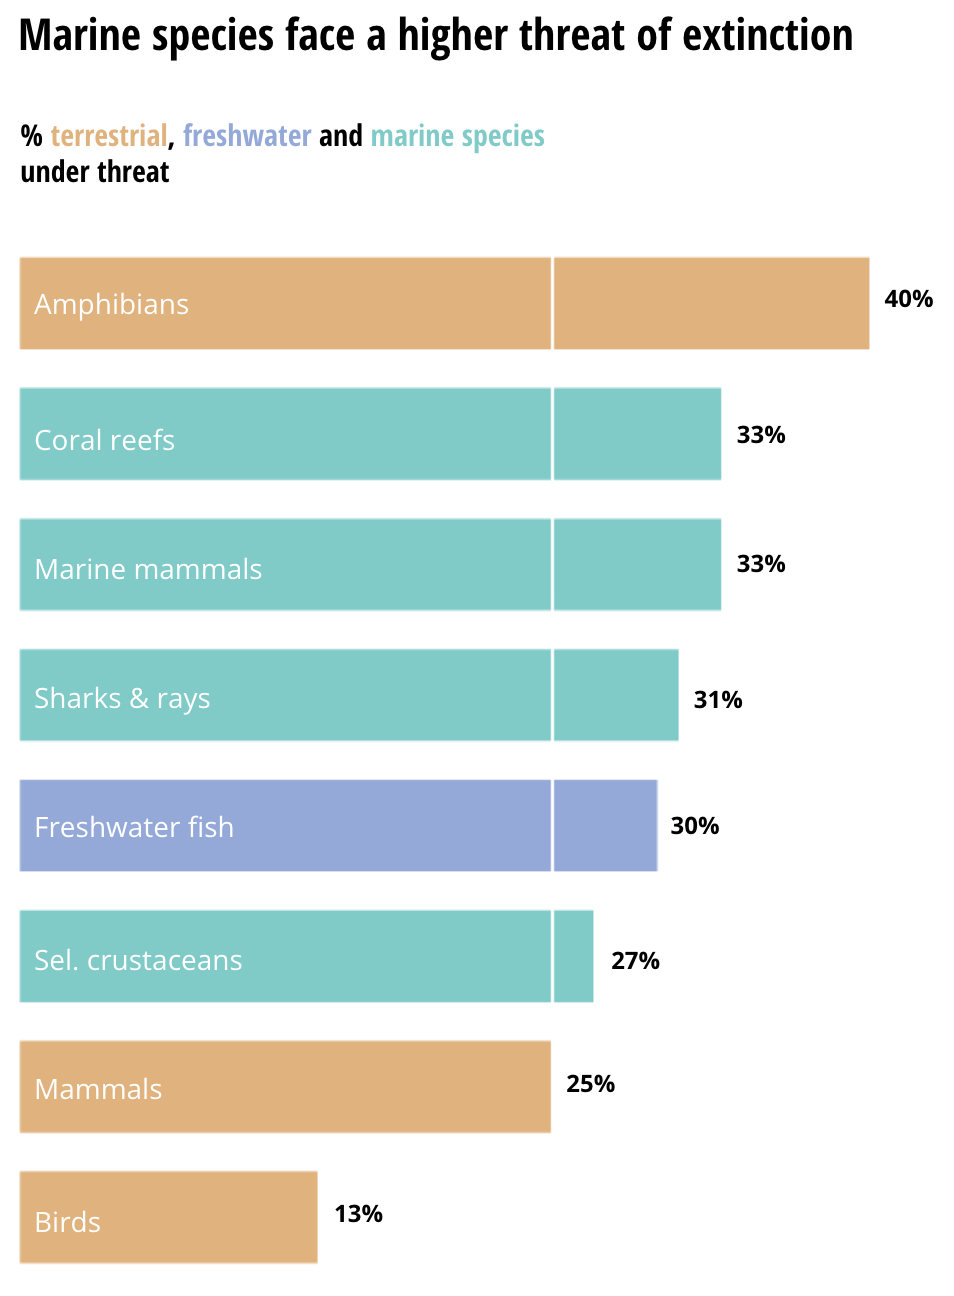 Marine species face a higher threat of extinction
% terrestrial, freshwater and marine species
under threat
Amphibians 40%
Coral reefs 33%
Marine mammals 33%
Sharks & rays 31%
Freshwater fish 30%
Sel. crustaceans 27%
Mammals 25%
Birds 13%